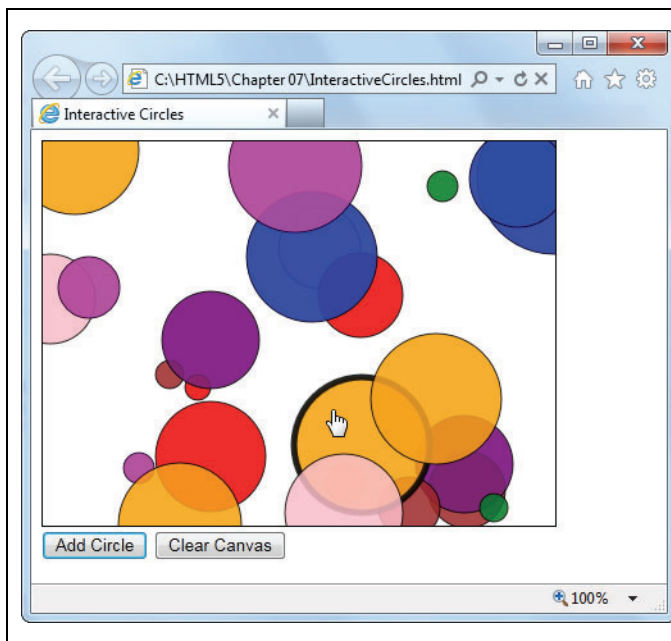 C:\HTML5\Chapter 07\InteractiveCircles.html
Interactive Circles
Add Circle Clear Canvas
100%